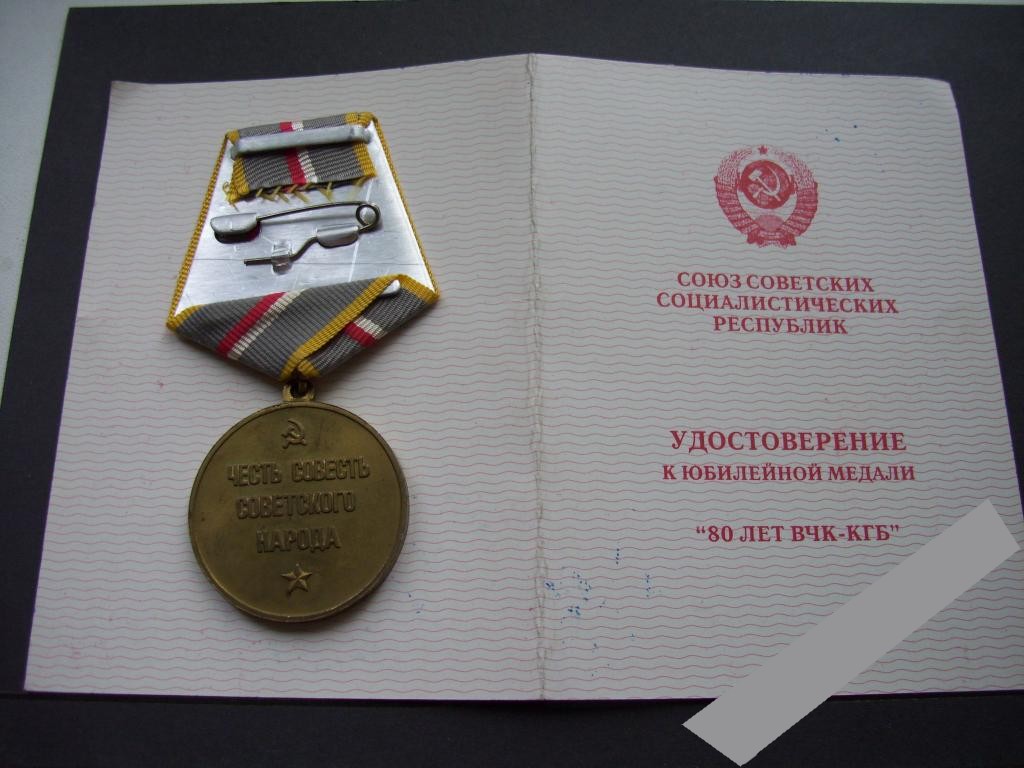 ЧЕСТЬ СОВЕСТЬ
СОВЕТСКОГО
НАРОДА
СОЮЗ СОВЕТСКИХ
СОЦИАЛИСТИЧЕСКИХ
РЕСПУБЛИК
УДОСТОВЕРЕНИЕ
К ЮБИЛЕЙНОЙ МЕДАЛИ
“80 ЛЕТ ВЧК-КГБ”